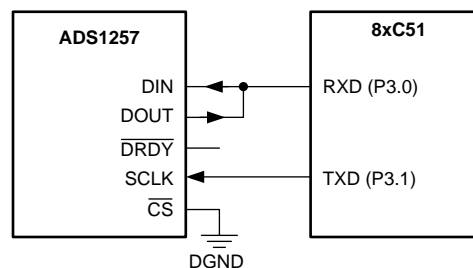 ADS1257 8xC51
DIN RXD (P3.0)
DOUT
DRDY
SCLK TXD (P3.1)
CS
DGND